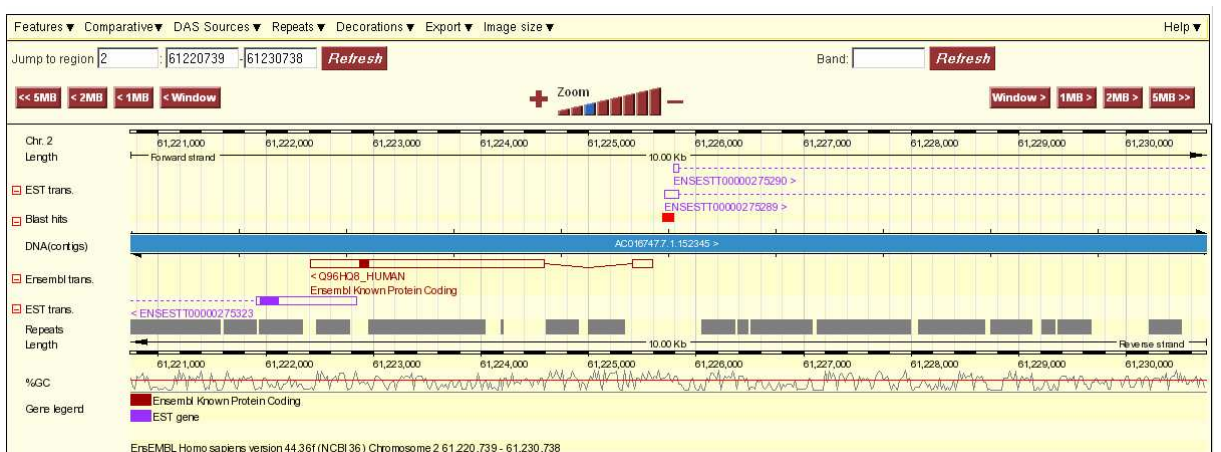 Features ▼ Comparative▼ DAS Sources ▼ Repeats ▼ Decorations ▼ Export ▼ Image size ▼ Help ▼
Jump to region 2 : 61220739 - 61230738 Refresh Band: Refresh
<< 5MB < 2MB < 1MB < Window + Zoom − Window > 1MB > 2MB > 5MB >>
Chr. 2 61,221,000 61,222,000 61,223,000 61,224,000 61,225,000 61,226,000 61,227,000 61,228,000 61,229,000 61,230,000
Length Forward strand 10.00 Kb
ENSESTT00000275290 >
EST trans.
ENSESTT00000275289 >
Blast hits
DNA(contigs) AC016747.7.1.152345 >
Ensembl trans. < Q96HQ8_HUMAN
Ensembl Known Protein Coding
EST trans.
< ENSESTT00000275323
Repeats
Length 10.00 Kb Reverse strand
61,221,000 61,222,000 61,223,000 61,224,000 61,225,000 61,226,000 61,227,000 61,228,000 61,229,000 61,230,000
%GC
Gene legend Ensembl Known Protein Coding
EST gene
EnsEMBL Homo sapiens version 44.36f (NCBI 36) Chromosome 2 61,220,739 - 61,230,738